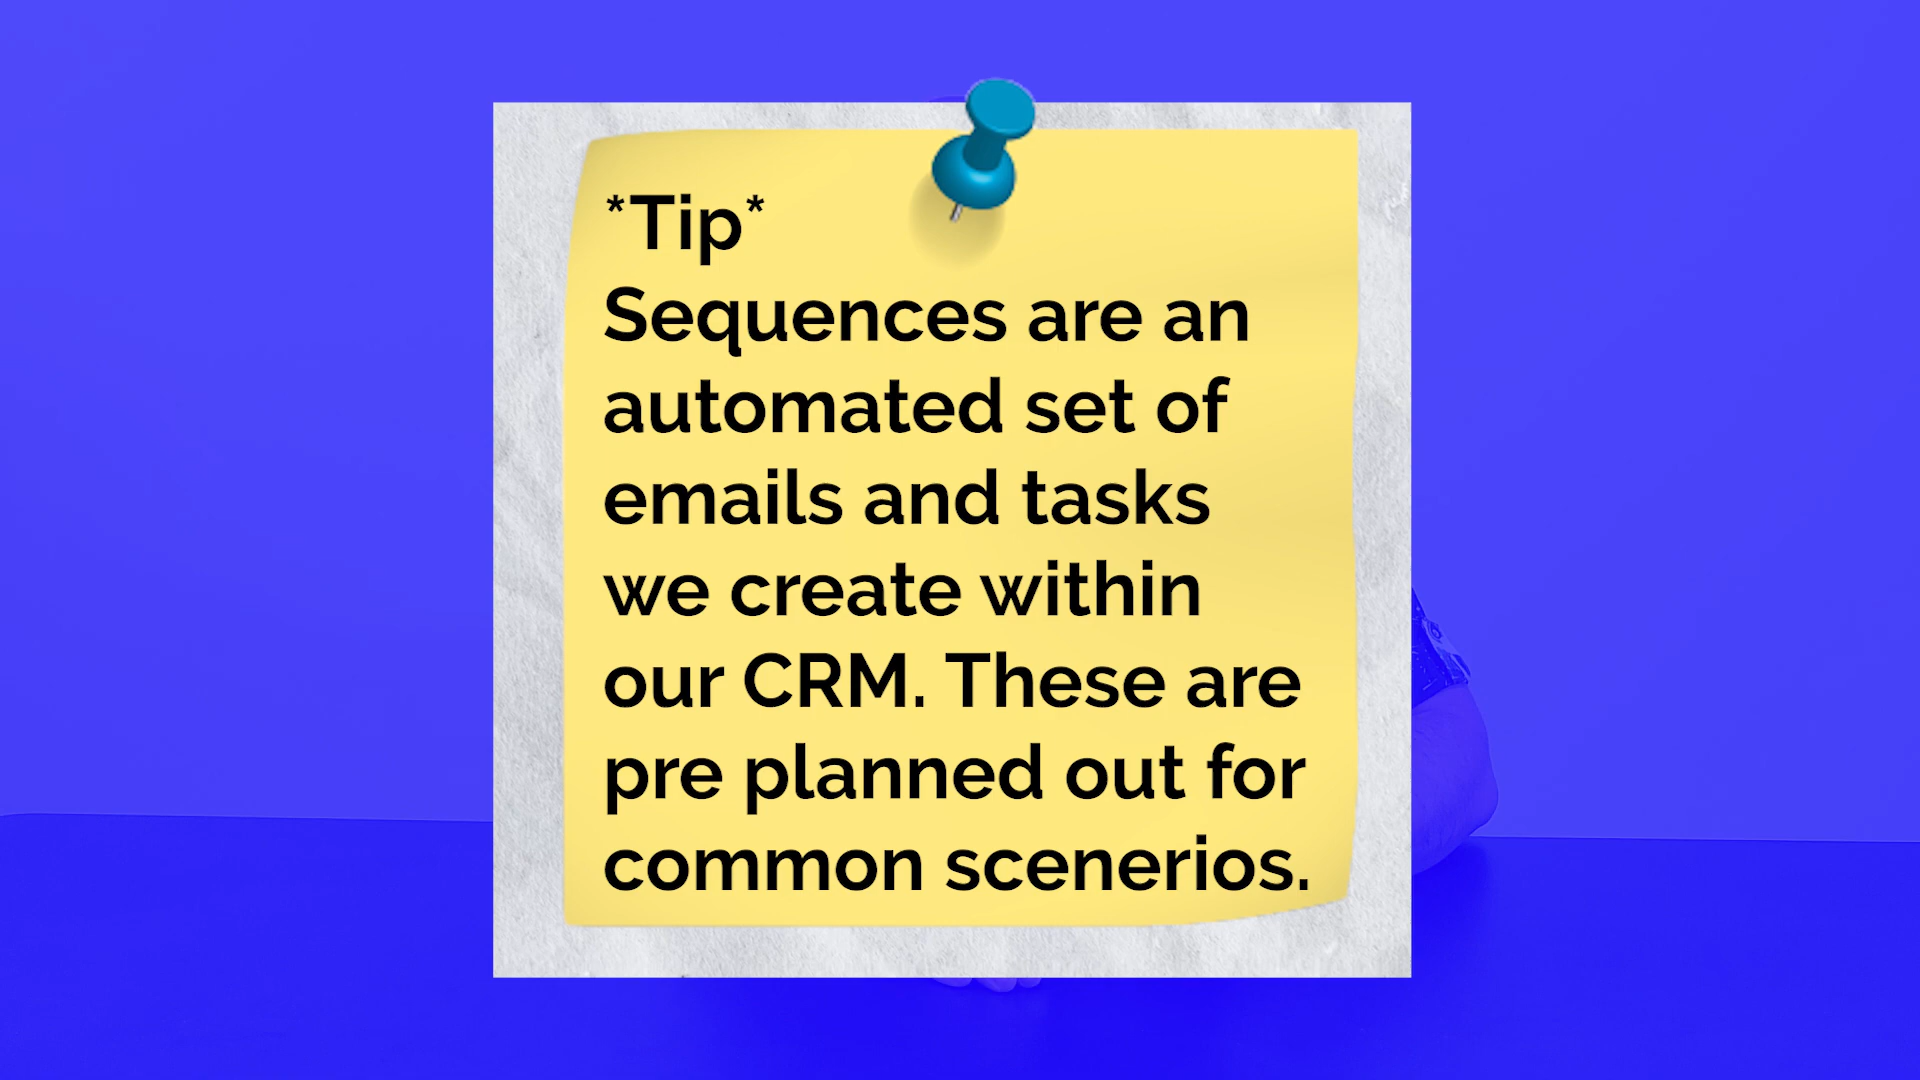 *Tip*
Sequences are an
automated set of
emails and tasks
we create within
our CRM. These are
pre planned out for
common scenerios.